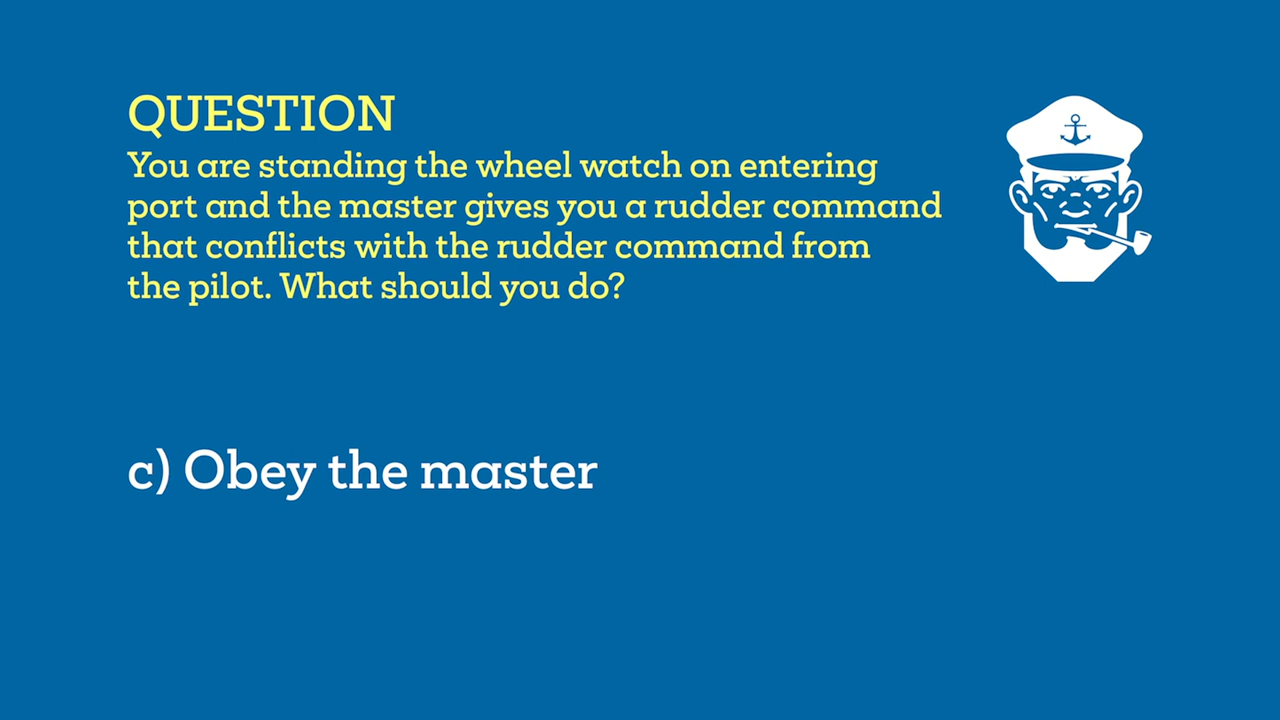 QUESTION
You are standing the wheel watch on entering
port and the master gives you a rudder command
that conflicts with the rudder command from
the pilot. What should you do?
c) Obey the master